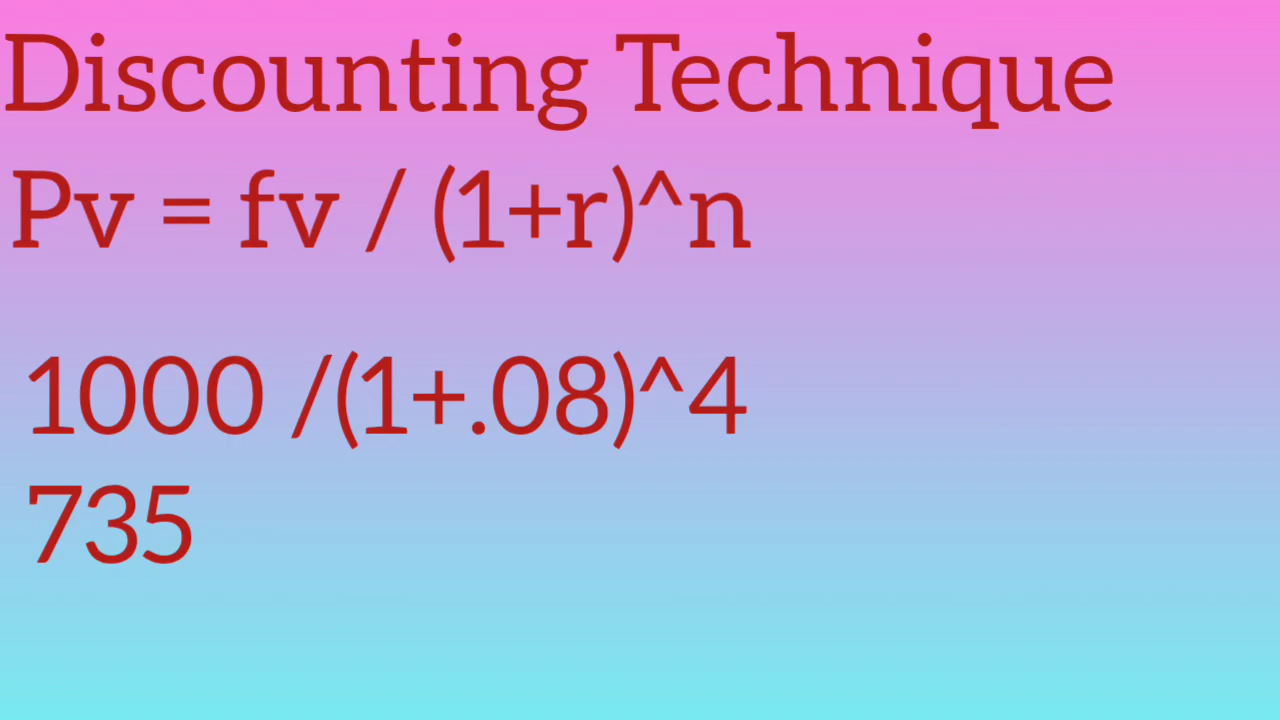 Discounting Technique
Pv = fv / (1+r)^n
1000 /(1+.08)^4
735